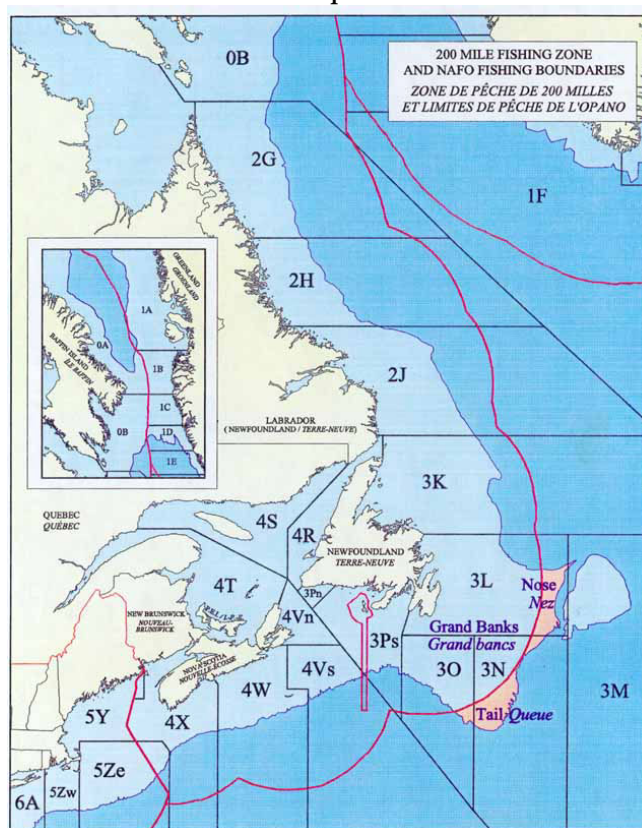 200 MILE FISHING ZONE
AND NAFO FISHING BOUNDARIES
ZONE DE PÊCHE DE 200 MILLES
ET LIMITES DE PÊCHE DE L'OPANO
0B
2G
1F
2H
2J
GREENLAND
GROENLAND
1A
0A
BAFFIN ISLAND
ÎLE BAFFIN
1B
1C
0B
1D
1E
LABRADOR
( NEWFOUNDLAND / TERRE-NEUVE )
3K
QUEBEC
QUÉBEC
4S
4R
NEWFOUNDLAND
TERRE-NEUVE
4T
3Pn
3L
Nose
Nez
NEW BRUNSWICK
NOUVEAU-
BRUNSWICK
P.E.I. / Î.-P.-É.
4Vn
3Ps
Grand Banks
Grand bancs
NOVA SCOTIA
NOUVELLE-ÉCOSSE
4W
4Vs
3O
3N
3M
5Y
4X
Tail
Queue
5Ze
5Zw
6A